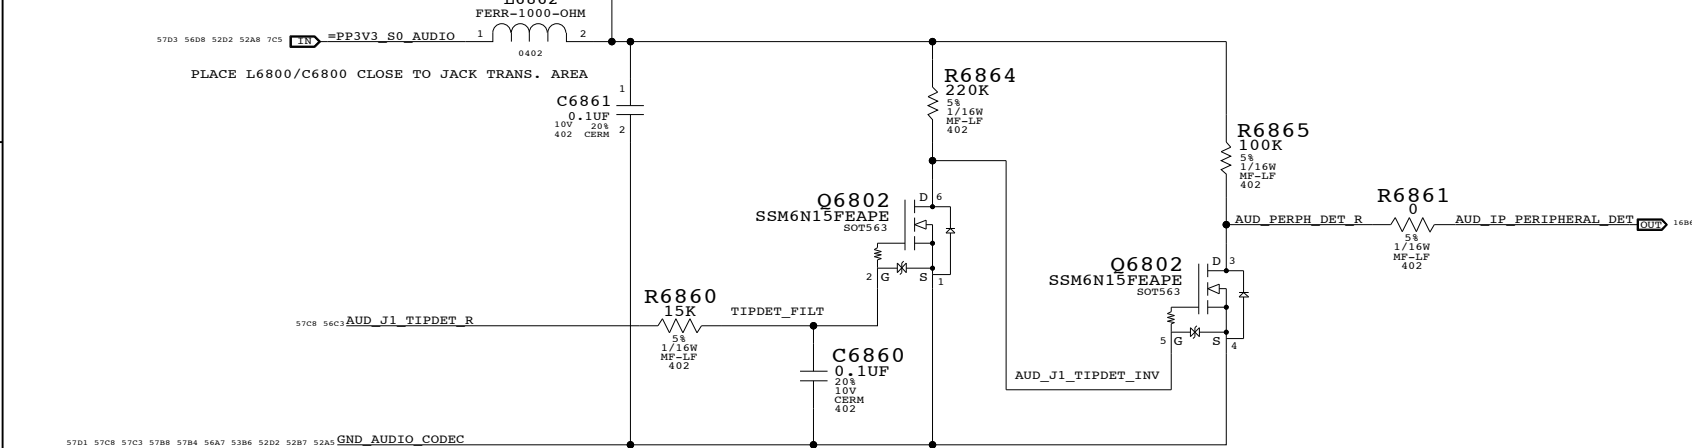 FERR-1000-OHM
57D3 56D8 52D2 52A8 7C5 IN =PP3V3_S0_AUDIO 1 2
0402
PLACE L6800/C6800 CLOSE TO JACK TRANS. AREA
1
C6861
0.1UF
10V 20%
402 CERM
2
R6864
220K
5%
1/16W
MF-LF
402
R6865
100K
5%
1/16W
MF-LF
402
Q6802
SSM6N15FEAPE
SOT563
D 6
2 G S 1
R6861
0
AUD_PERPH_DET_R
AUD_IP_PERIPHERAL_DET OUT
5%
1/16W
MF-LF
402
Q6802
SSM6N15FEAPE
SOT563
D 3
5 G S 4
R6860
15K
TIPDET_FILT
57C8 56C3 AUD_J1_TIPDET_R
5%
1/16W
MF-LF
402
C6860
0.1UF
20%
10V
CERM
402
AUD_J1_TIPDET_INV
57D1 57C8 57C3 57B8 57B4 56A7 53B6 52D2 52B7 52A5 GND_AUDIO_CODEC